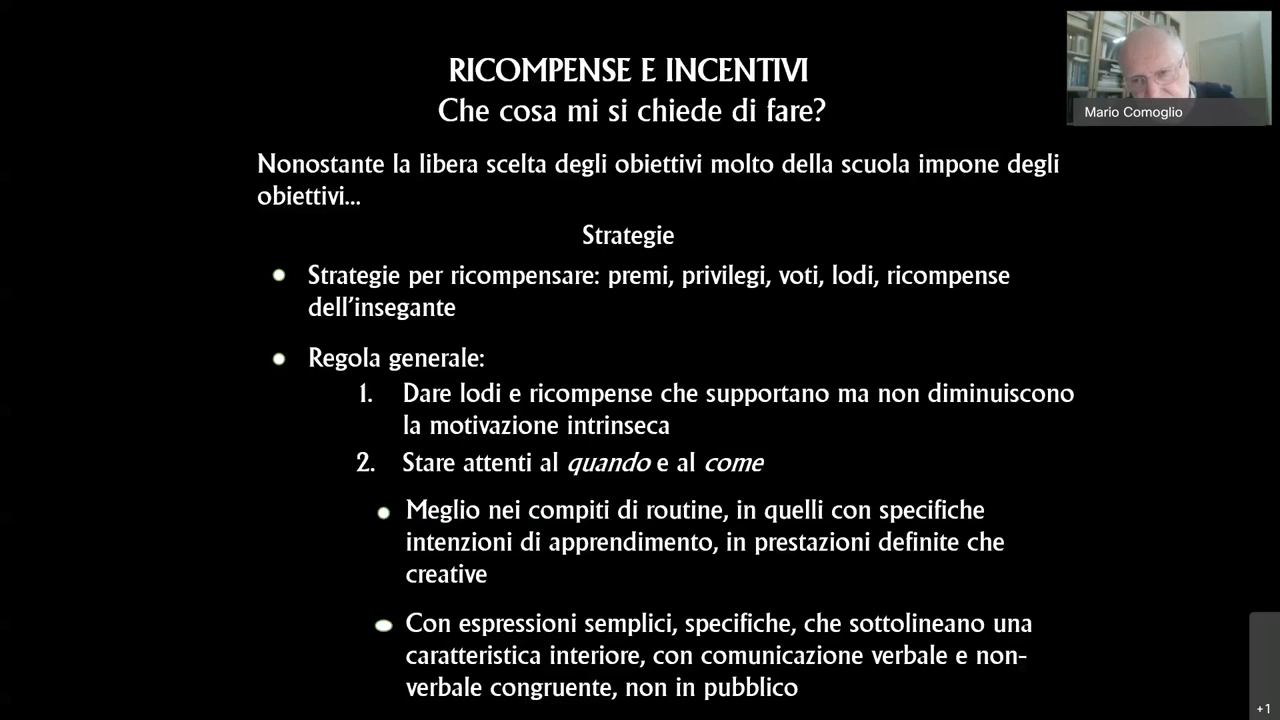 RICOMPENSE E INCENTIVI
Che cosa mi si chiede di fare?
Mario Comoglio
Nonostante la libera scelta degli obiettivi molto della scuola impone degli
obiettivi...
Strategie
Strategie per ricompensare: premi, privilegi, voti, lodi, ricompense
dell'insegante
Regola generale:
1. Dare lodi e ricompense che supportano ma non diminuiscono
la motivazione intrinseca
2. Stare attenti al quando e al come
Meglio nei compiti di routine, in quelli con specifiche
intenzioni di apprendimento, in prestazioni definite che
creative
Con espressioni semplici, specifiche, che sottolineano una
caratteristica interiore, con comunicazione verbale e non-
verbale congruente, non in pubblico
+1